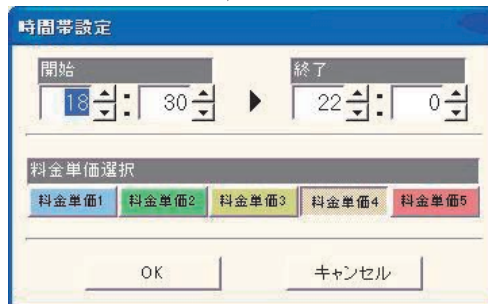 時間帯設定
開始 終了
18 : 30 ▶ 22 : 0
料金単価選択
料金単価1 料金単価2 料金単価3 料金単価4 料金単価5
OK キャンセル